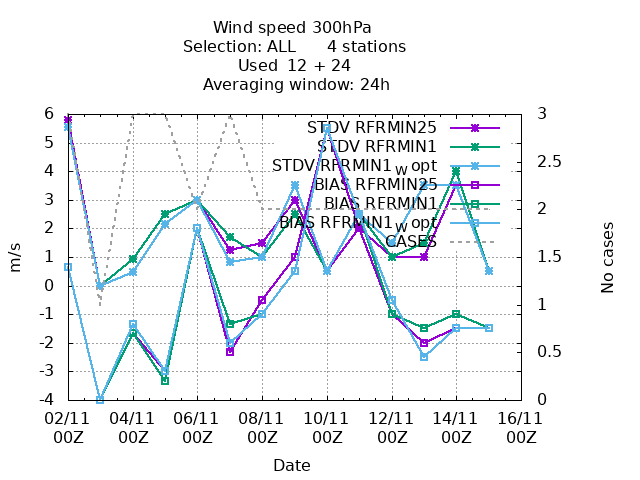 Wind speed 300hPa
Selection: ALL 4 stations
Used 12 + 24
Averaging window: 24h
6
5
4
3
2
1
0
-1
-2
-3
-4
m/s
3
2.5
2
1.5
1
0.5
0
No cases
STDV RFRMIN25
STDV RFRMIN1
STDV RFRMIN1_w opt
BIAS RFRMIN25
BIAS RFRMIN1
BIAS RFRMIN1_w opt
CASES
02/11 04/11 06/11 08/11 10/11 12/11 14/11 16/11
00Z 00Z 00Z 00Z 00Z 00Z 00Z 00Z
Date